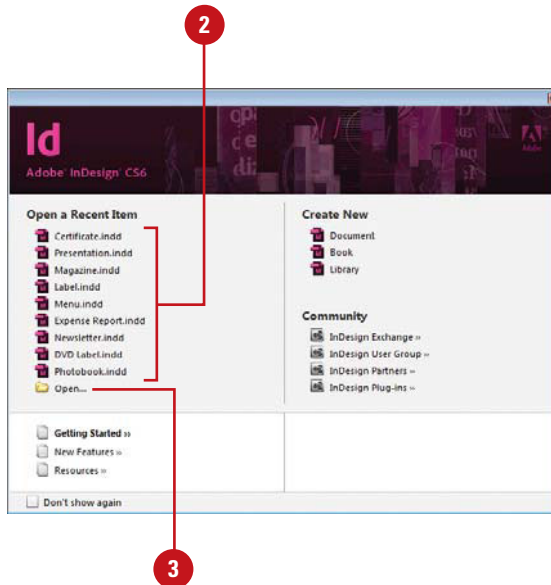 2
Id
Adobe InDesign CS6
Adobe
Open a Recent Item
Certificate.indd
Presentation.indd
Magazine.indd
Label.indd
Menu.indd
Expense Report.indd
Newsletter.indd
DVD Label.indd
Photobook.indd
Open...
Create New
Document
Book
Library
Community
InDesign Exchange »
InDesign User Group »
InDesign Partners »
InDesign Plug-ins »
Getting Started »
New Features »
Resources »
Don't show again
3